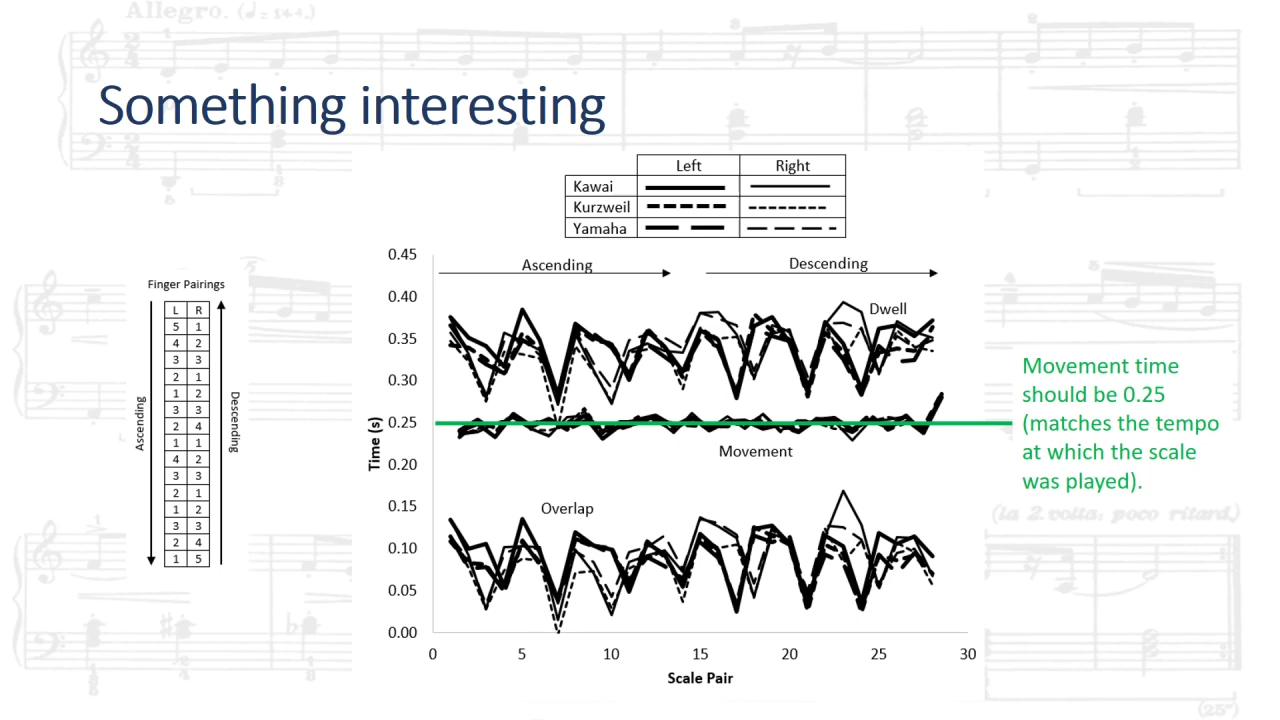 Allegro. (♩= 144.)
Something interesting
Left Right
Kawai
Kurzweil
Yamaha
Finger Pairings
L R
5 1
4 2
3 3
2 1
1 2
3 3
2 4
1 1
4 2
3 3
2 1
1 2
3 3
2 4
1 5
Ascending
Descending
0.45
0.40
0.35
0.30
0.25
0.20
0.15
0.10
0.05
0.00
Time (s)
Ascending
Descending
Dwell
Movement
Overlap
0 5 10 15 20 25 30
Scale Pair
Movement time
should be 0.25
(matches the tempo
at which the scale
was played).
(la 2 volta, poco ritard.)
(25")